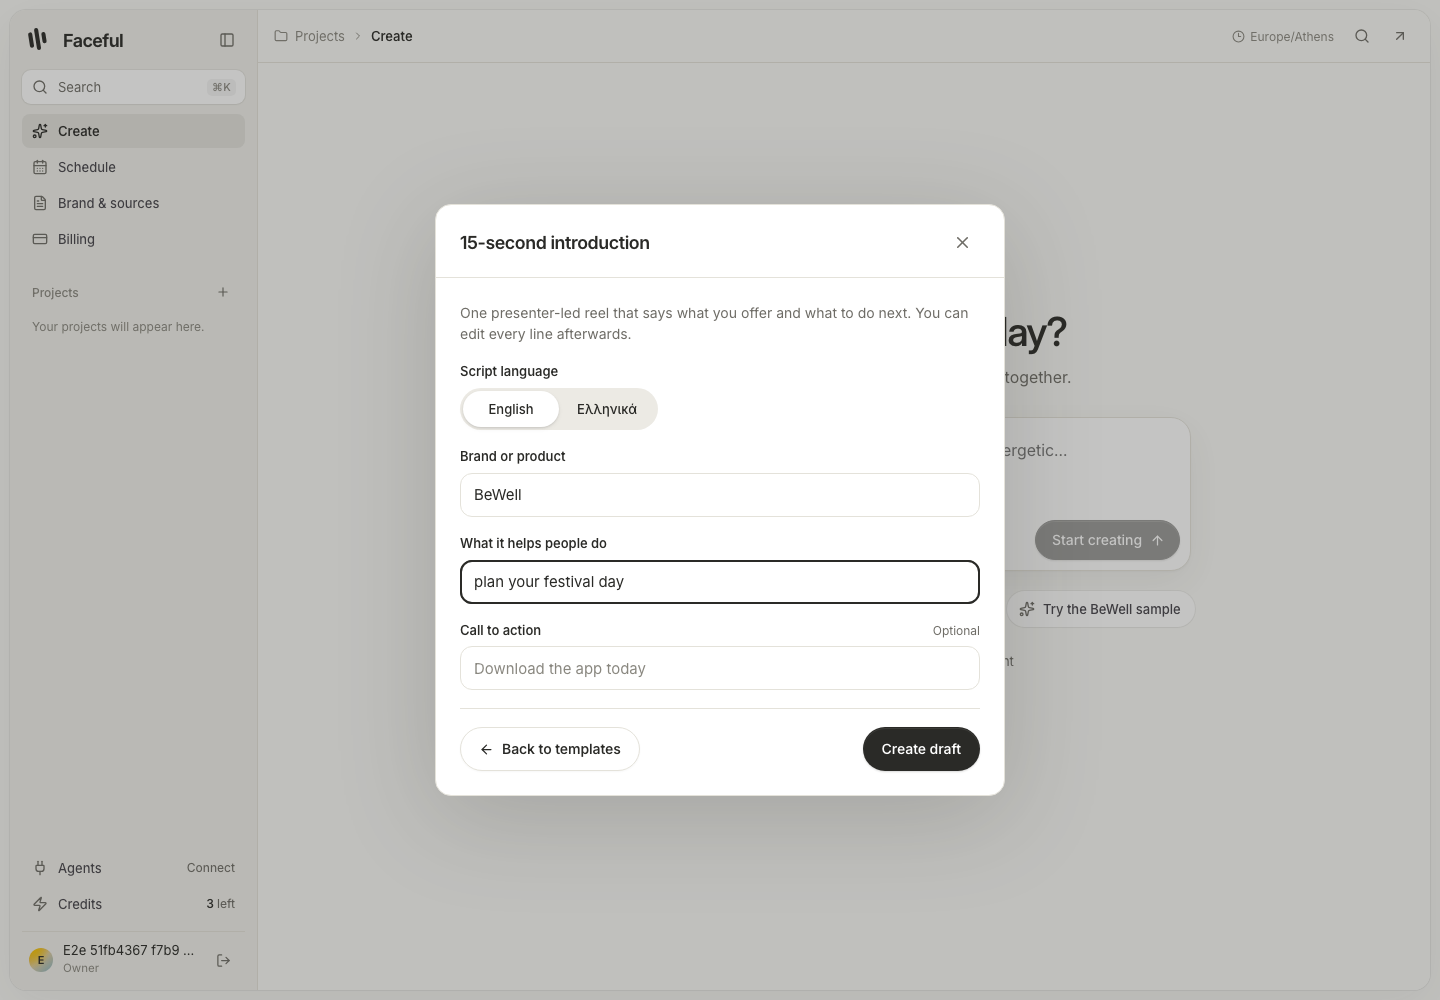 Faceful
Search ⌘K
Create
Schedule
Brand & sources
Billing
Projects
Your projects will appear here.
Agents Connect
Credits 3 left
E
E2e 51fb4367 f7b9 ...
Owner
Projects > Create
Europe/Athens
15-second introduction
One presenter-led reel that says what you offer and what to do next. You can
edit every line afterwards.
Script language
English Ελληνικά
Brand or product
BeWell
What it helps people do
plan your festival day
Call to action Optional
Download the app today
Back to templates Create draft
together.
Start creating
Try the BeWell sample